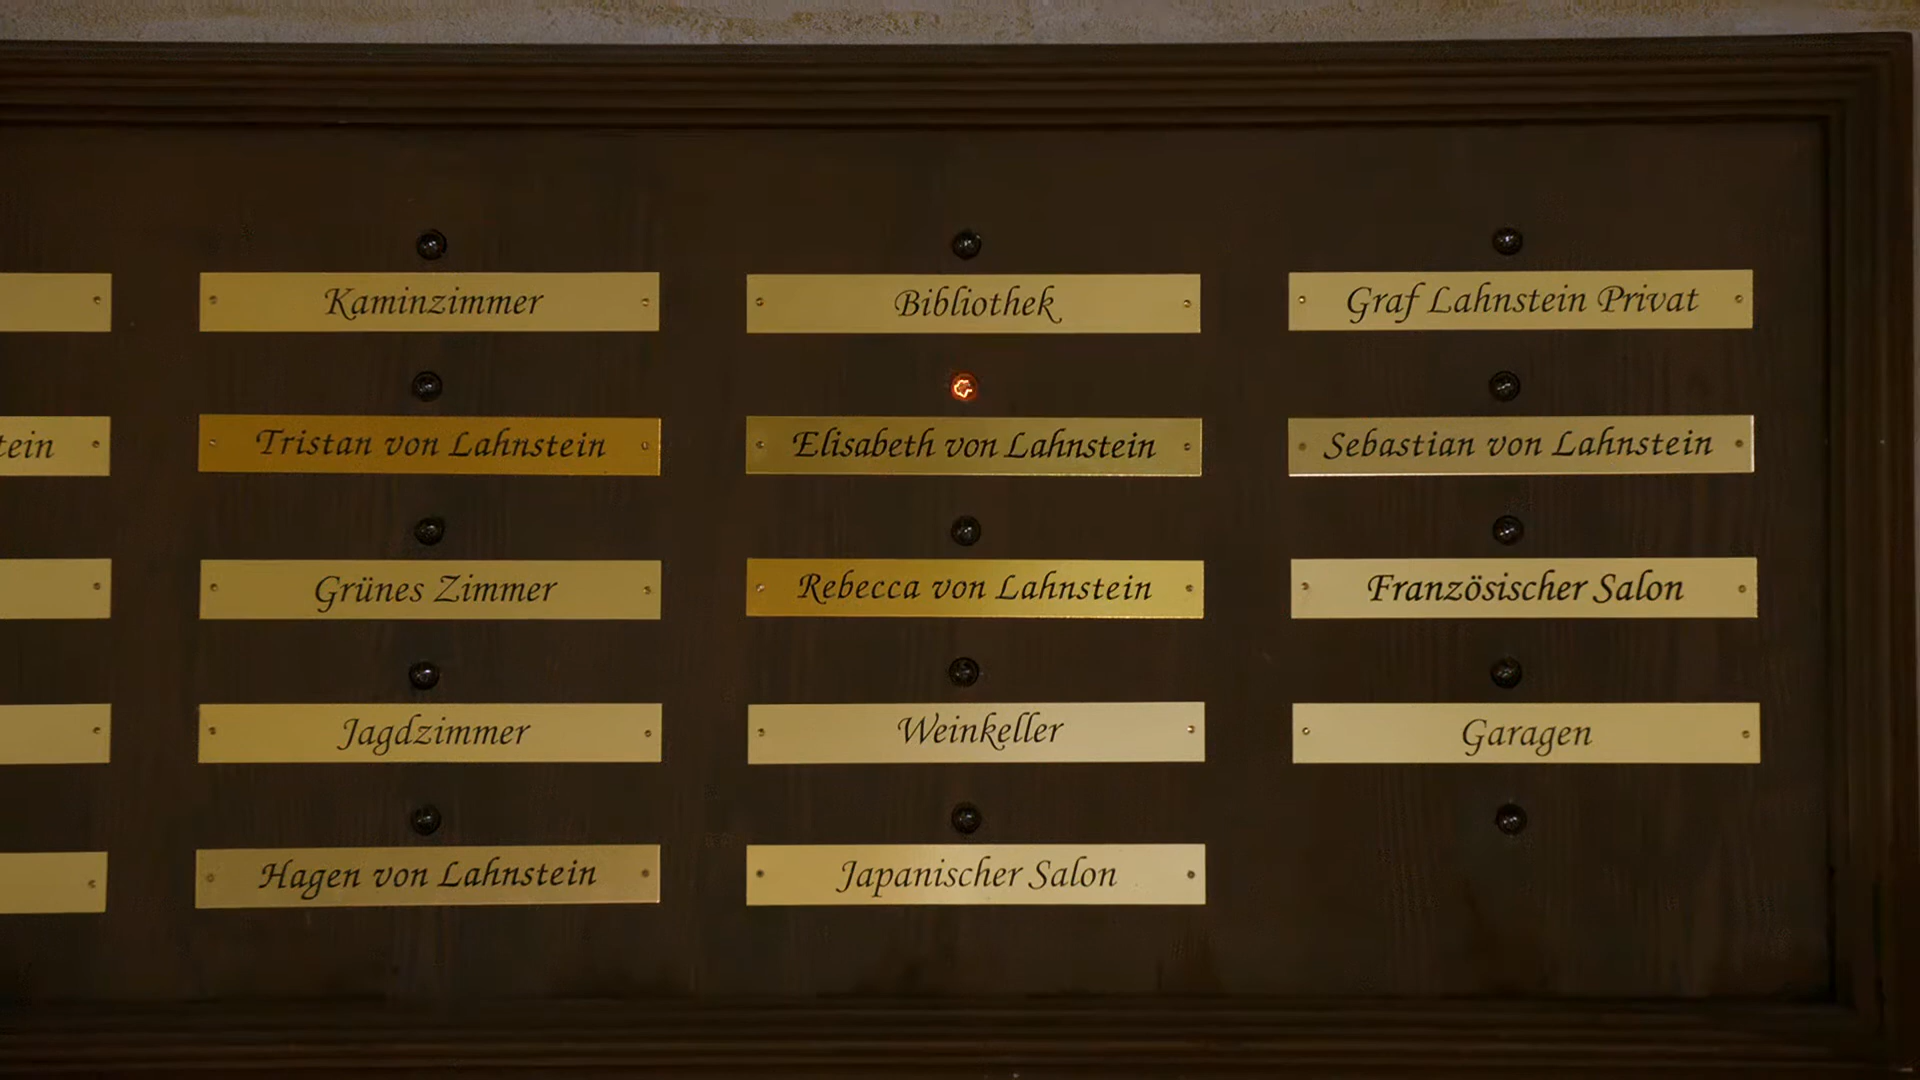 Kaminzimmer
Bibliothek
Graf Lahnstein Privat
tein
Tristan von Lahnstein
Elisabeth von Lahnstein
Sebastian von Lahnstein
Grünes Zimmer
Rebecca von Lahnstein
Französischer Salon
Jagdzimmer
Weinkeller
Garagen
Hagen von Lahnstein
Japanischer Salon